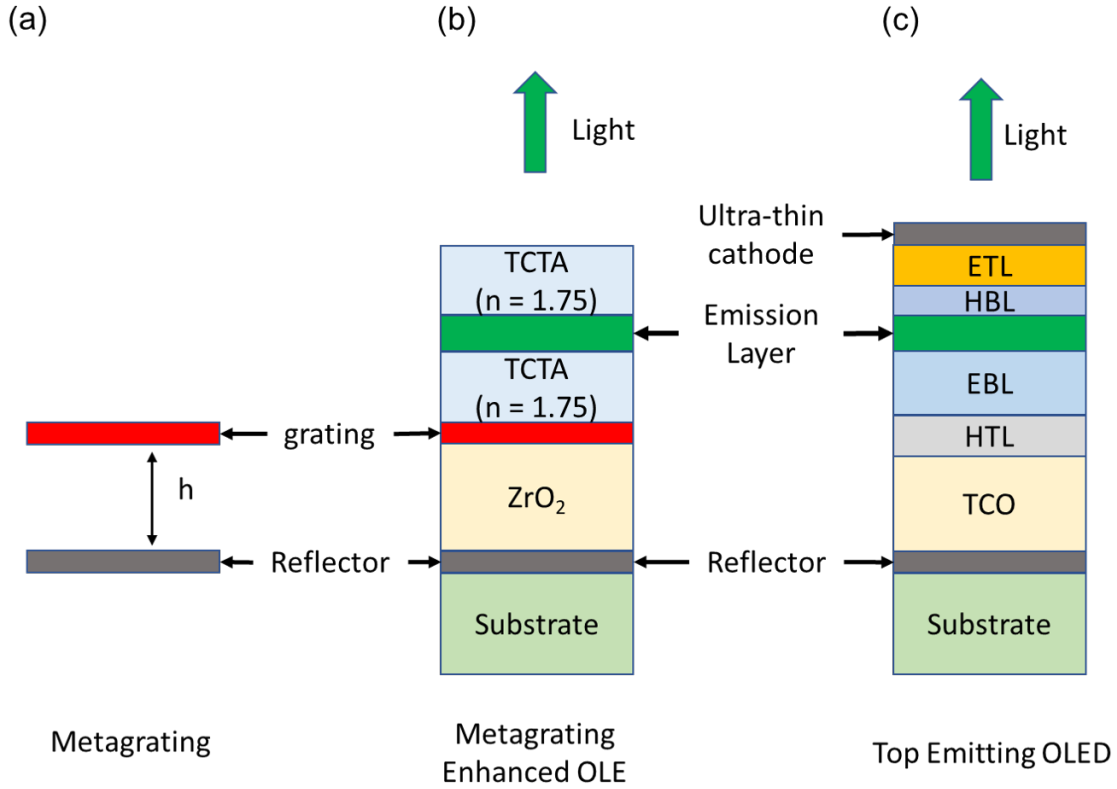 (a)
(b)
(c)
Light
Light
Ultra-thin
cathode
ETL
HBL
TCTA
(n = 1.75)
Emission
Layer
TCTA
(n = 1.75)
EBL
grating
HTL
h
ZrO₂
TCO
Reflector
Reflector
Substrate
Substrate
Metagrating
Metagrating
Enhanced OLE
Top Emitting OLED